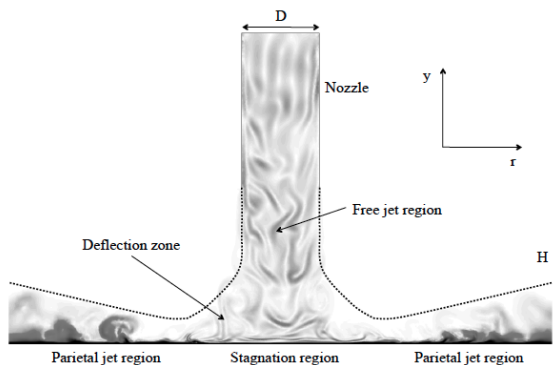 D
Nozzle
y
r
Free jet region
Deflection zone
H
Parietal jet region
Stagnation region
Parietal jet region